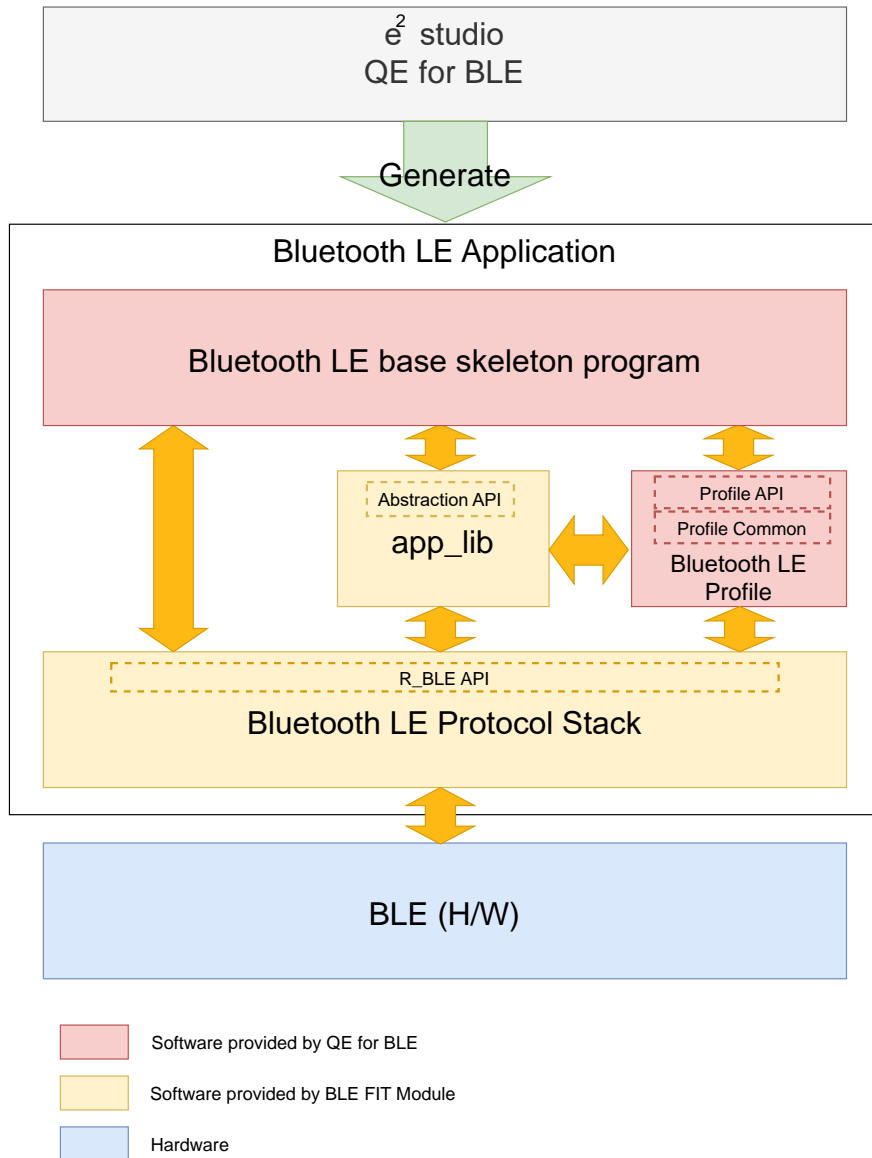 e² studio
QE for BLE
Generate
Bluetooth LE Application
Bluetooth LE base skeleton program
Abstraction API
app_lib
Profile API
Profile Common
Bluetooth LE
Profile
R_BLE API
Bluetooth LE Protocol Stack
BLE (H/W)
Software provided by QE for BLE
Software provided by BLE FIT Module
Hardware